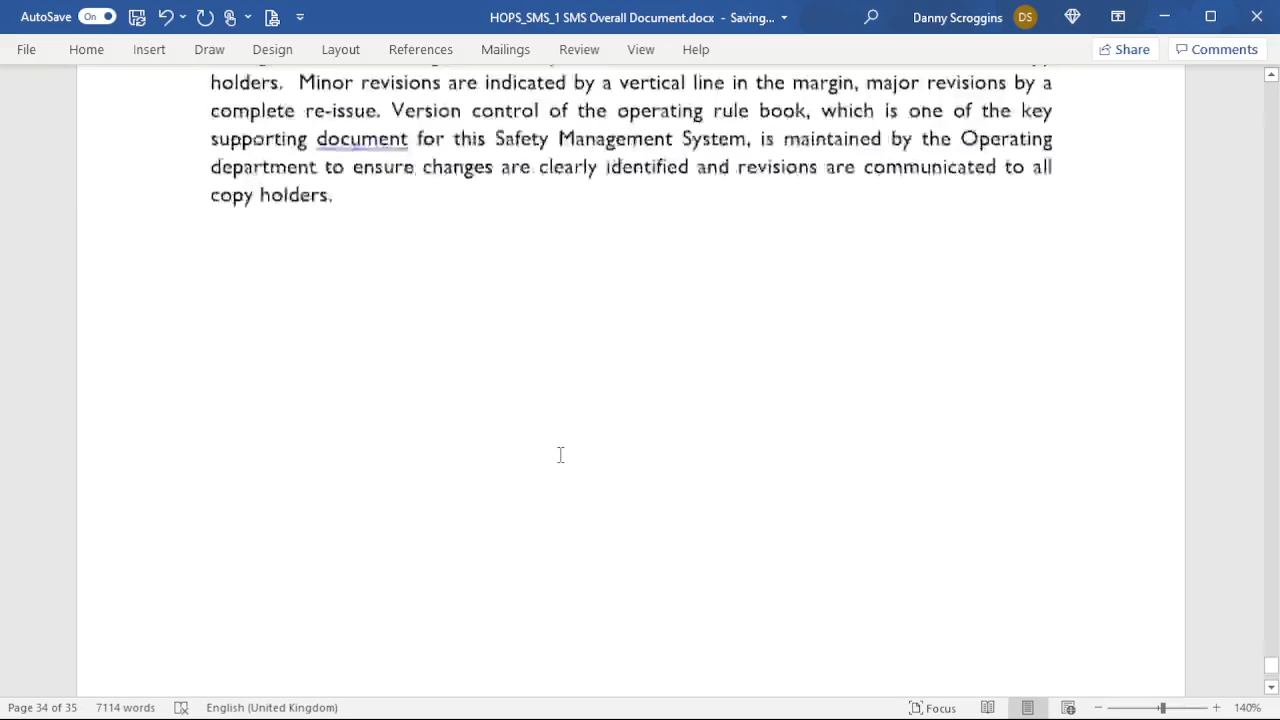 AutoSave On HOPS_SMS_1 SMS Overall Document.docx - Saving... Danny Scroggins DS
File Home Insert Draw Design Layout References Mailings Review View Help Share Comments
holders. Minor revisions are indicated by a vertical line in the margin, major revisions by a
complete re-issue. Version control of the operating rule book, which is one of the key
supporting document for this Safety Management System, is maintained by the Operating
department to ensure changes are clearly identified and revisions are communicated to all
copy holders.
Page 34 of 35 7114 words English (United Kingdom) Focus 140%